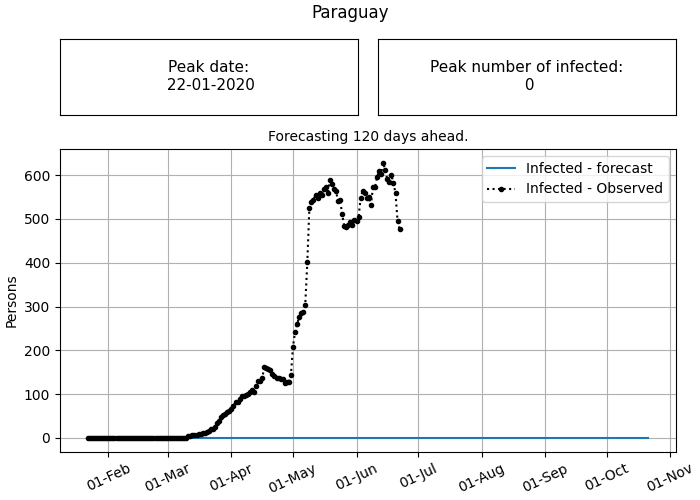 Paraguay
Peak date:
22-01-2020
Peak number of infected:
0
Forecasting 120 days ahead.
Infected - forecast
Infected - Observed
Persons
600
500
400
300
200
100
0
01-Feb
01-Mar
01-Apr
01-May
01-Jun
01-Jul
01-Aug
01-Sep
01-Oct
01-Nov